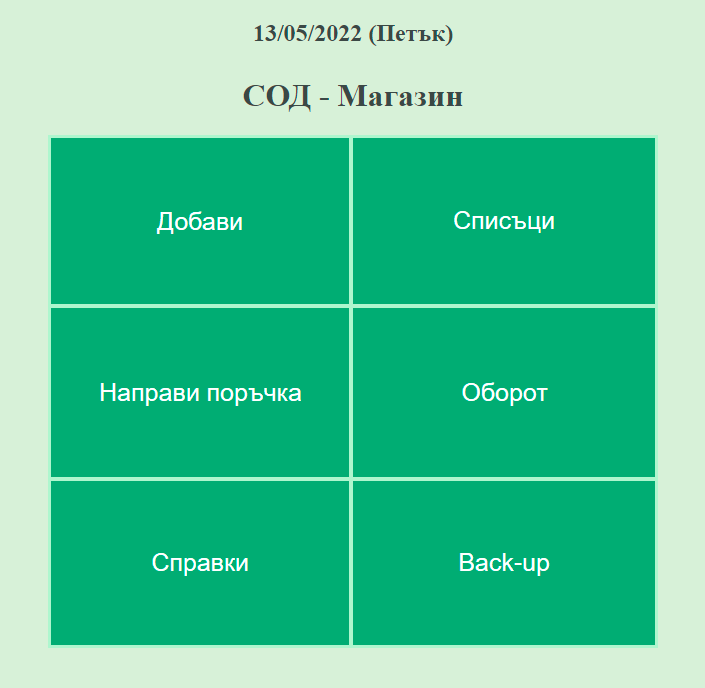 13/05/2022 (Петък)
СОД - Магазин
Добави
Списъци
Направи поръчка
Оборот
Справки
Back-up